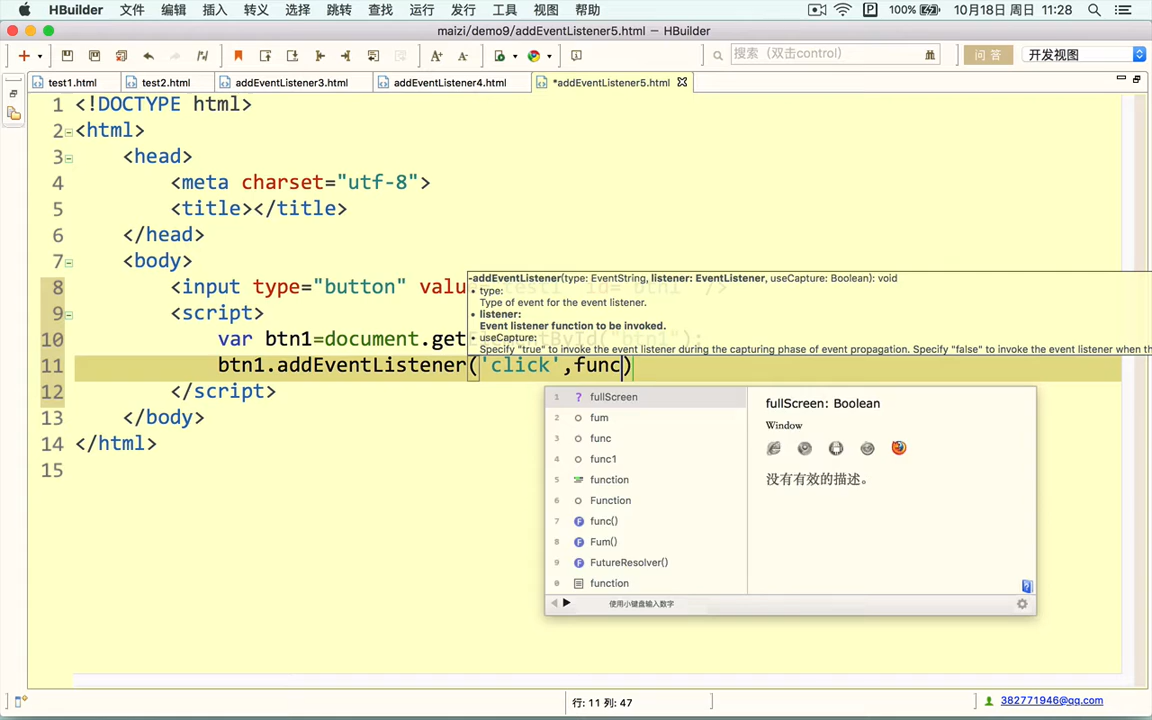 HBuilder 文件 编辑 插入 转义 选择 跳转 查找 运行 发行 工具 视图 帮助 100% 10月18日 周日 11:28
maizi/demo9/addEventListener5.html — HBuilder
搜索（双击control） 问 答 开发视图
test1.html test2.html addEventListener3.html addEventListener4.html *addEventListener5.html
1 <!DOCTYPE html>
2 <html>
3 <head>
4 <meta charset="utf-8">
5 <title></title>
6 </head>
7 <body>
8 <input type="button" value="test1" id="btn1" />
9 <script>
10 var btn1=document.getElementById("btn1");
11 btn1.addEventListener('click',func)
12 </script>
13 </body>
14 </html>
15
-addEventListener(type: EventString, listener: EventListener, useCapture: Boolean): void
• type:
Type of event for the event listener.
• listener:
Event listener function to be invoked.
• useCapture:
Specify "true" to invoke the event listener during the capturing phase of event propagation. Specify "false" to invoke the event listener when th
1 ? fullScreen
2 fum
3 func
4 func1
5 function
6 Function
7 F func()
8 F Fum()
9 F FutureResolver()
0 function
使用小键盘输入数字
fullScreen: Boolean
Window
没有有效的描述。
行: 11 列: 47
382771946@qq.com